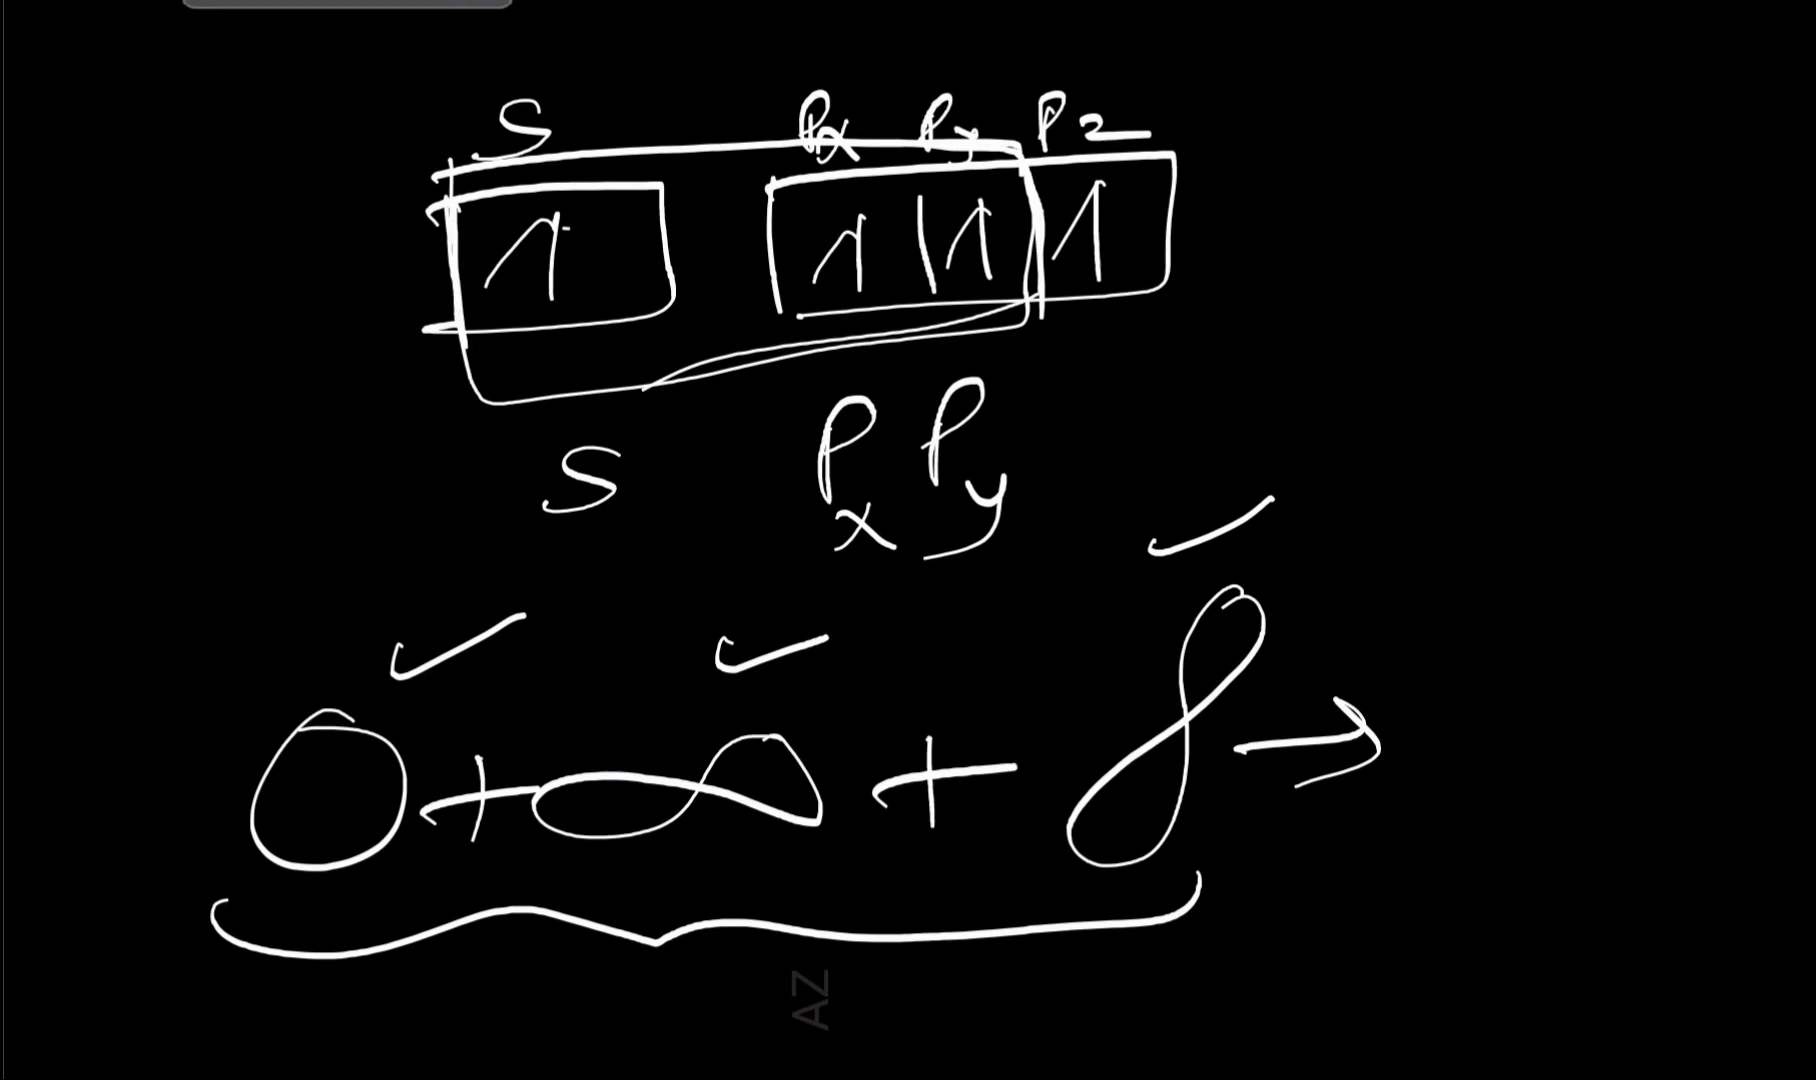 S Px Py Pz
1 1 1 1
S Px Py
+ + →
AZ